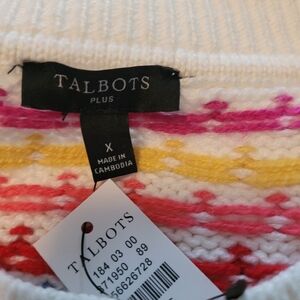 TALBOTS
PLUS
X
MADE IN
CAMBODIA
TALBOTS
184 03 00
71950 89
56626728